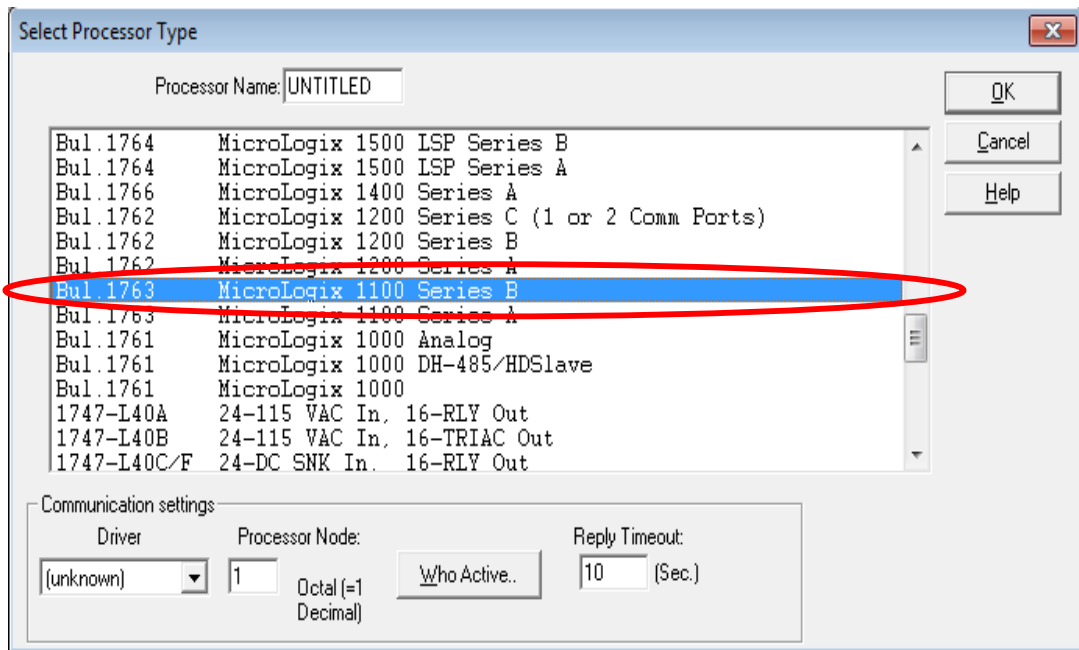 Select Processor Type
Processor Name: UNTITLED
OK
Cancel
Help
Bul.1764 MicroLogix 1500 LSP Series B
Bul.1764 MicroLogix 1500 LSP Series A
Bul.1766 MicroLogix 1400 Series A
Bul.1762 MicroLogix 1200 Series C (1 or 2 Comm Ports)
Bul.1762 MicroLogix 1200 Series B
Bul.1762 MicroLogix 1200 Series A
Bul.1763 MicroLogix 1100 Series B
Bul.1763 MicroLogix 1100 Series A
Bul.1761 MicroLogix 1000 Analog
Bul.1761 MicroLogix 1000 DH-485/HDSlave
Bul.1761 MicroLogix 1000
1747-L40A 24-115 VAC In, 16-RLY Out
1747-L40B 24-115 VAC In, 16-TRIAC Out
1747-L40C/F 24-DC SNK In, 16-RLY Out
Communication settings
Driver
(unknown)
Processor Node:
1
Octal (=1
Decimal)
Who Active..
Reply Timeout:
10 (Sec.)